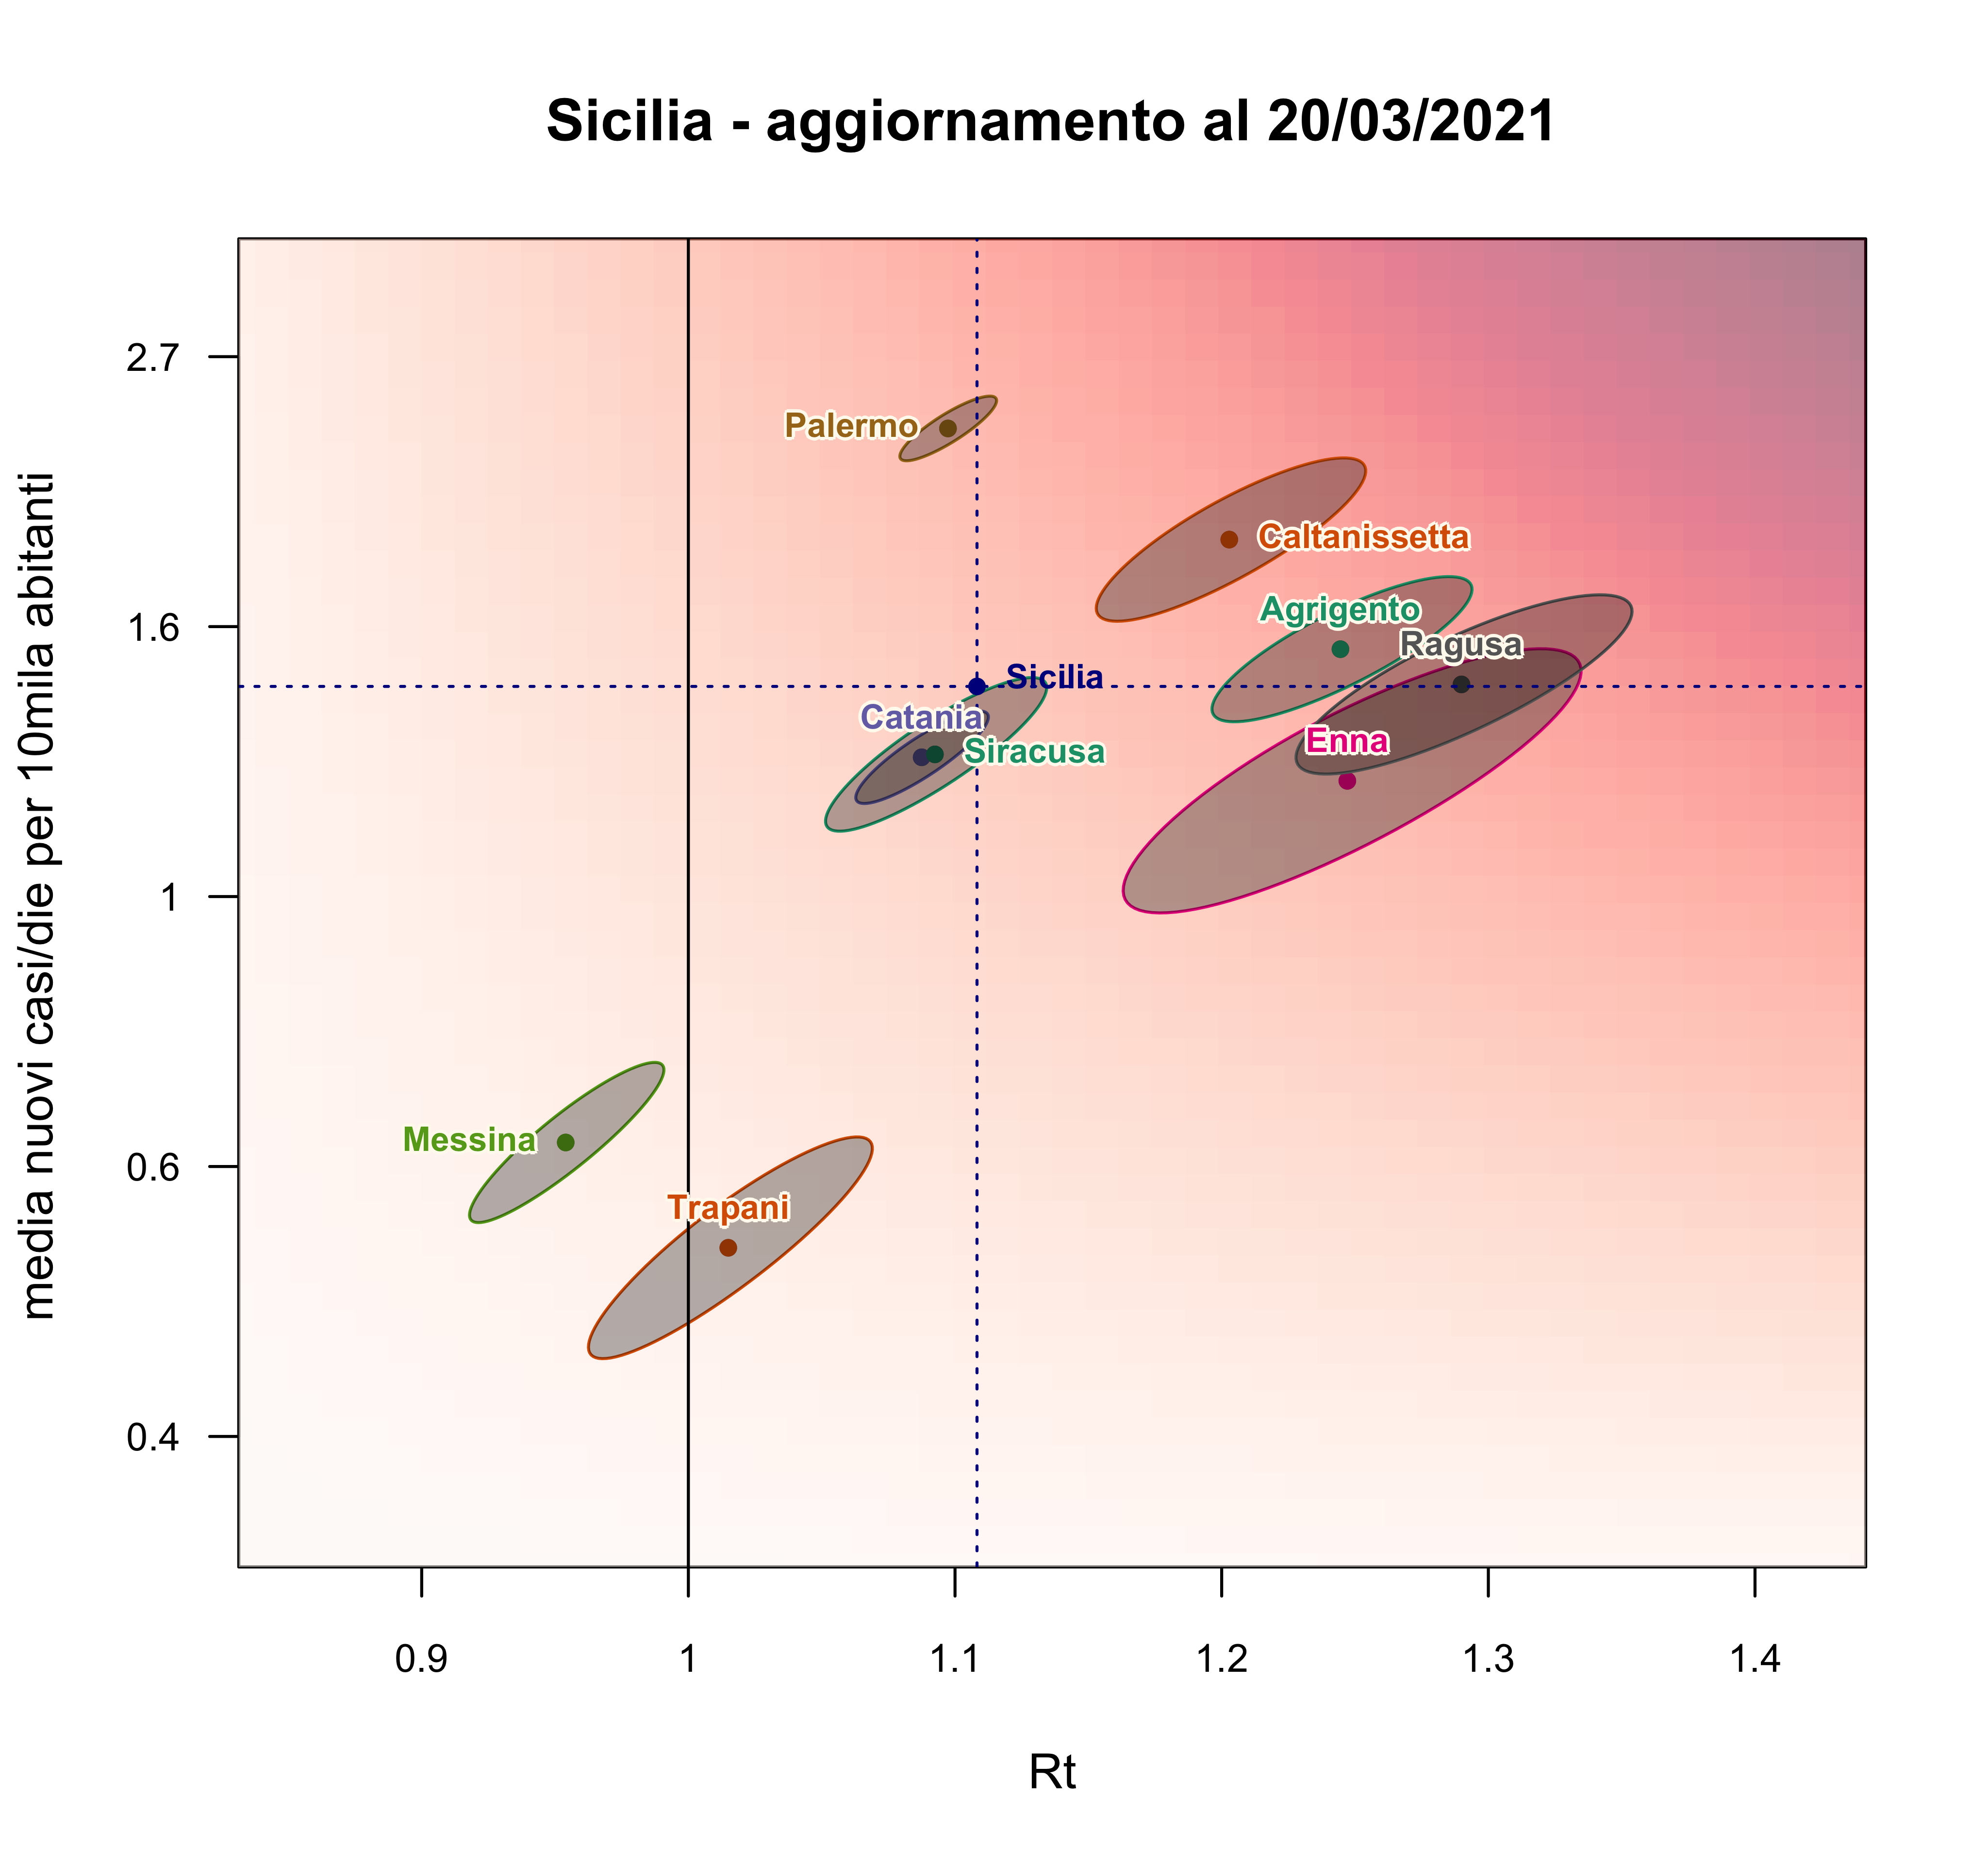 Sicilia - aggiornamento al 20/03/2021
media nuovi casi/die per 10mila abitanti
2.7
1.6
1
0.6
0.4
Palermo
Caltanissetta
Agrigento
Ragusa
Sicilia
Catania
Siracusa
Enna
Messina
Trapani
0.9
1
1.1
1.2
1.3
1.4
Rt